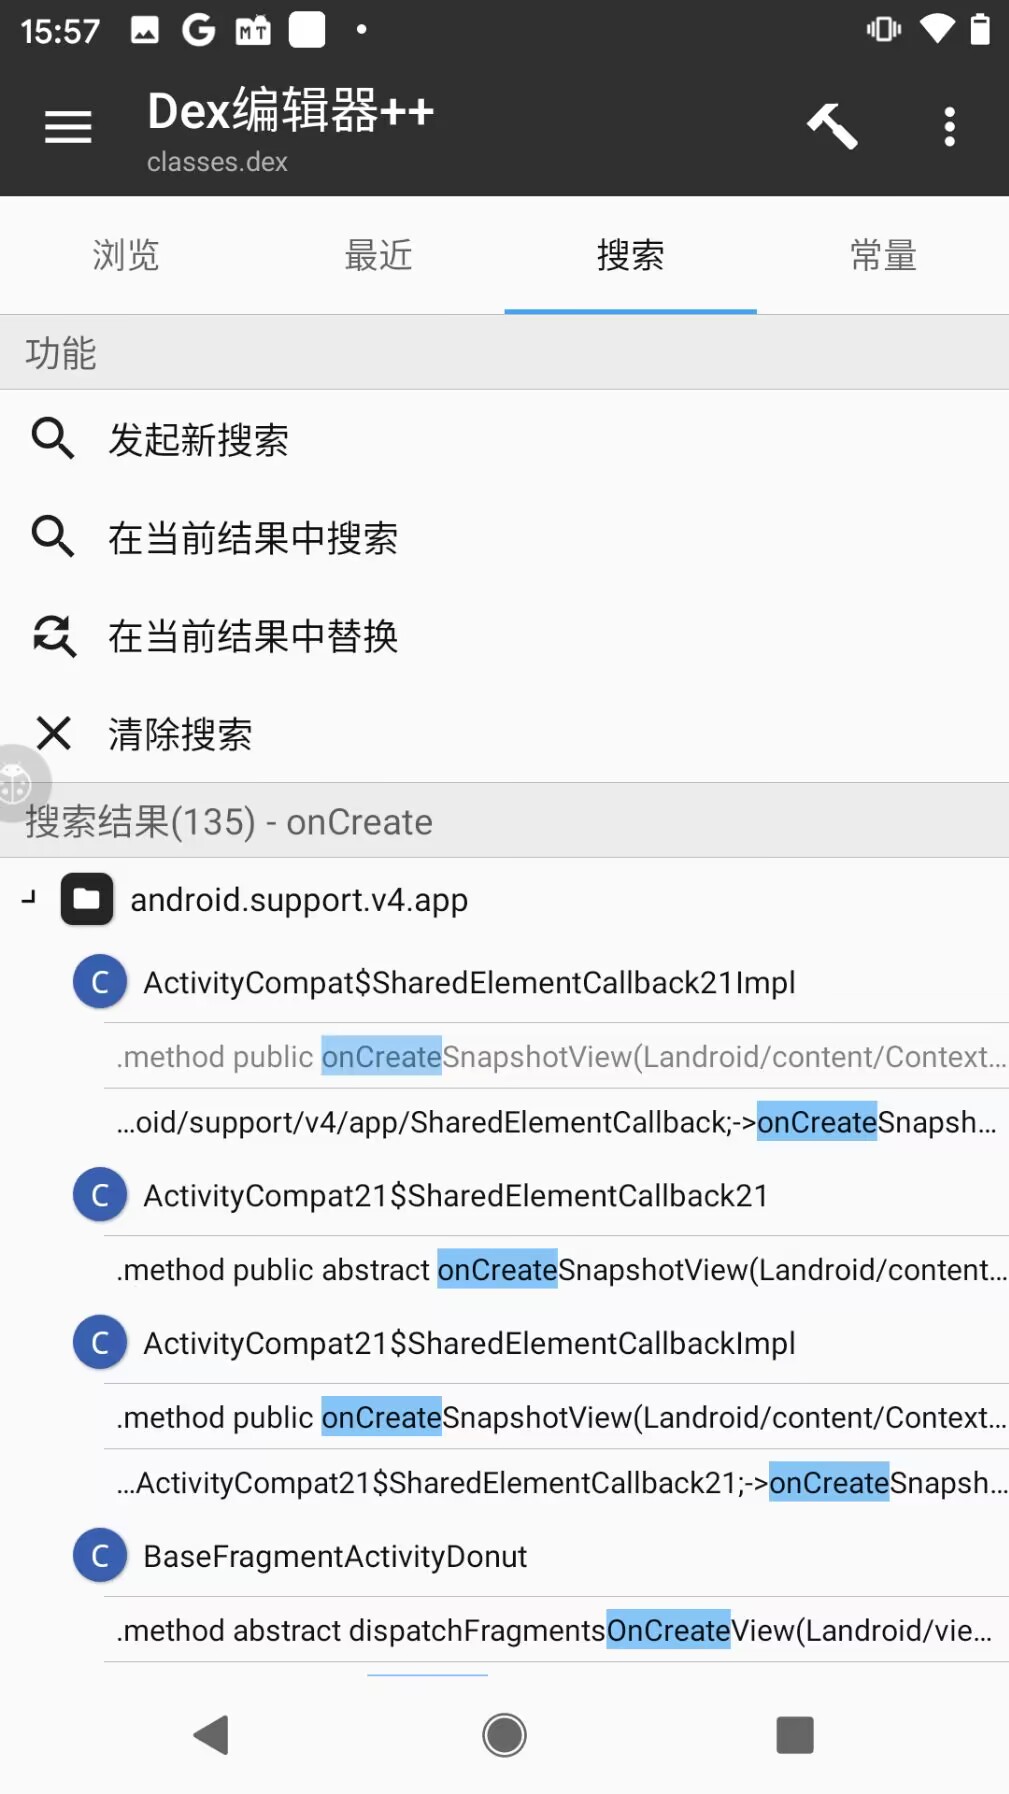 15:57
Dex编辑器++
classes.dex
浏览 最近 搜索 常量
功能
发起新搜索
在当前结果中搜索
在当前结果中替换
清除搜索
搜索结果(135) - onCreate
android.support.v4.app
C ActivityCompat$SharedElementCallback21Impl
.method public onCreateSnapshotView(Landroid/content/Context...
...oid/support/v4/app/SharedElementCallback;->onCreateSnapsh...
C ActivityCompat21$SharedElementCallback21
.method public abstract onCreateSnapshotView(Landroid/content...
C ActivityCompat21$SharedElementCallbackImpl
.method public onCreateSnapshotView(Landroid/content/Context...
...ActivityCompat21$SharedElementCallback21;->onCreateSnapsh...
C BaseFragmentActivityDonut
.method abstract dispatchFragmentsOnCreateView(Landroid/vie...